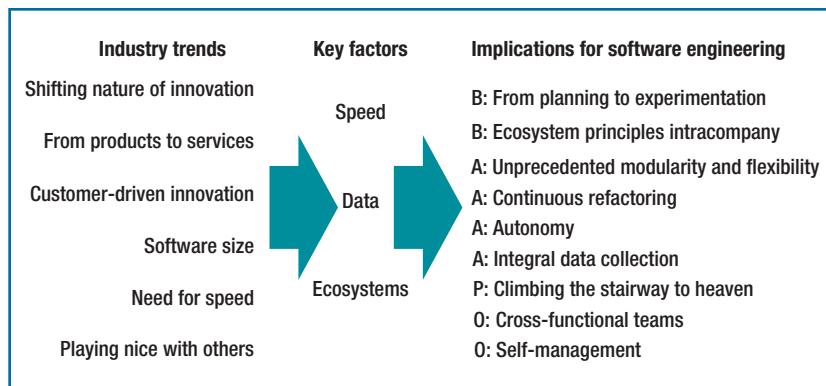 Industry trends
Shifting nature of innovation
From products to services
Customer-driven innovation
Software size
Need for speed
Playing nice with others
Key factors
Speed
Data
Ecosystems
Implications for software engineering
B: From planning to experimentation
B: Ecosystem principles intracompany
A: Unprecedented modularity and flexibility
A: Continuous refactoring
A: Autonomy
A: Integral data collection
P: Climbing the stairway to heaven
O: Cross-functional teams
O: Self-management